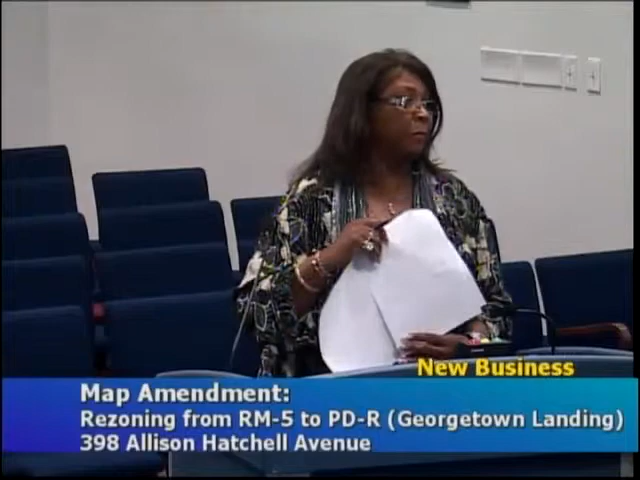 New Business
Map Amendment:
Rezoning from RM-5 to PD-R (Georgetown Landing)
398 Allison Hatchell Avenue